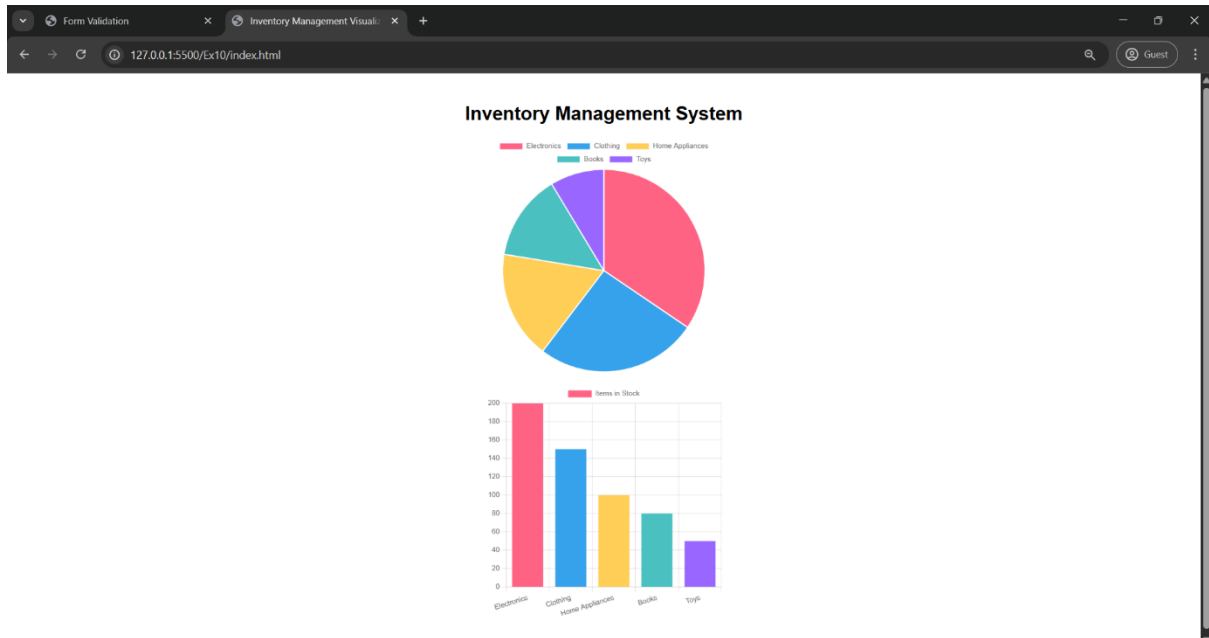 Form Validation
Inventory Management Visualiz
127.0.0.1:5500/Ex10/index.html
Guest
Inventory Management System
Electronics Clothing Home Appliances
Books Toys
Items in Stock
200
180
160
140
120
100
80
60
40
20
0
Electronics Clothing Home Appliances Books Toys